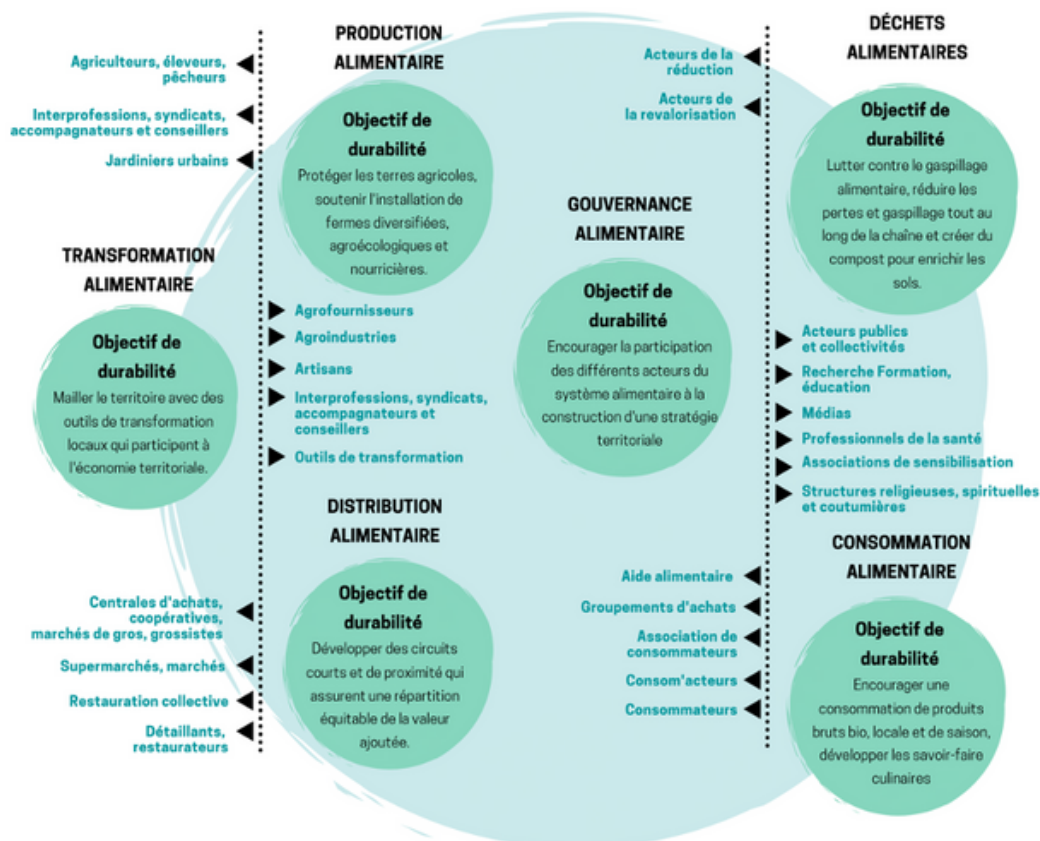 PRODUCTION
ALIMENTAIRE
Agriculteurs, éleveurs,
pêcheurs
Interprofessions, syndicats,
accompagnateurs et conseillers
Jardiniers urbains
Objectif de
durabilité
Protéger les terres agricoles,
soutenir l'installation de
fermes diversifiées,
agroécologiques et
nourricières.
TRANSFORMATION
ALIMENTAIRE
Objectif de
durabilité
Mailler le territoire avec des
outils de transformation
locaux qui participent à
l'économie territoriale.
Agrofournisseurs
Agroindustries
Artisans
Interprofessions, syndicats,
accompagnateurs et
conseillers
Outils de transformation
DISTRIBUTION
ALIMENTAIRE
Centrales d'achats,
coopératives,
marchés de gros, grossistes
Supermarchés, marchés
Restauration collective
Détaillants,
restaurateurs
Objectif de
durabilité
Développer des circuits
courts et de proximité qui
assurent une répartition
équitable de la valeur
ajoutée.
DÉCHETS
ALIMENTAIRES
Acteurs de la
réduction
Acteurs de
la revalorisation
Objectif de
durabilité
Lutter contre le gaspillage
alimentaire, réduire les
pertes et gaspillage tout au
long de la chaîne et créer du
compost pour enrichir les
sols.
GOUVERNANCE
ALIMENTAIRE
Objectif de
durabilité
Encourager la participation
des différents acteurs du
système alimentaire à la
construction d'une stratégie
territoriale
Acteurs publics
et collectivités
Recherche Formation,
éducation
Médias
Professionnels de la santé
Associations de sensibilisation
Structures religieuses, spirituelles
et coutumières
CONSOMMATION
ALIMENTAIRE
Aide alimentaire
Groupements d'achats
Association de
consommateurs
Consom'acteurs
Consommateurs
Objectif de
durabilité
Encourager une
consommation de produits
bruts bio, locale et de saison,
développer les savoir-faire
culinaires